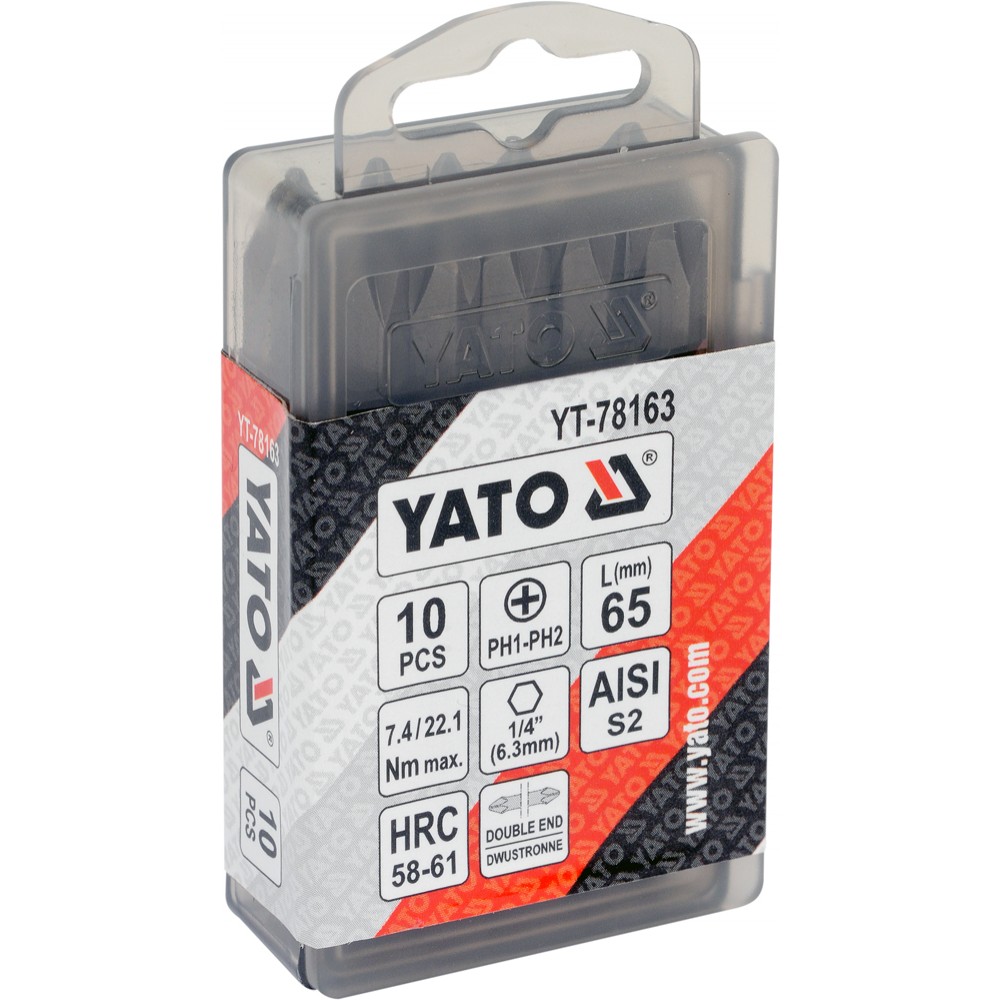 YATO ®
YT-78163
YATO ®
10
PCS
PH1-PH2
L (mm)
65
7.4 / 22.1
Nm max.
1/4”
(6.3mm)
AISI
S2
HRC
58-61
DOUBLE END
DWUSTRONNE
www.yato.com
YT-78163
YATO ®
10
PCS